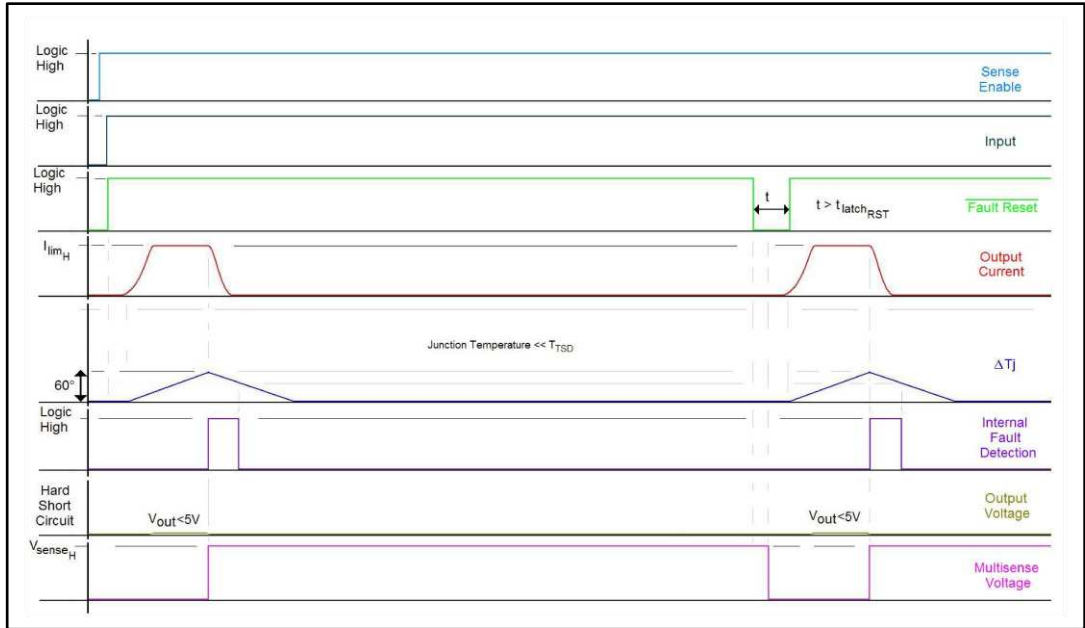 Logic
High
Sense
Enable
Logic
High
Input
Logic
High
t
t > tlatchRST
Fault Reset
IlimH
Output
Current
Junction Temperature << TTSD
ΔTj
60°
Logic
High
Internal
Fault
Detection
Hard
Short
Circuit
Vout<5V
Vout<5V
Output
Voltage
VsenseH
Multisense
Voltage